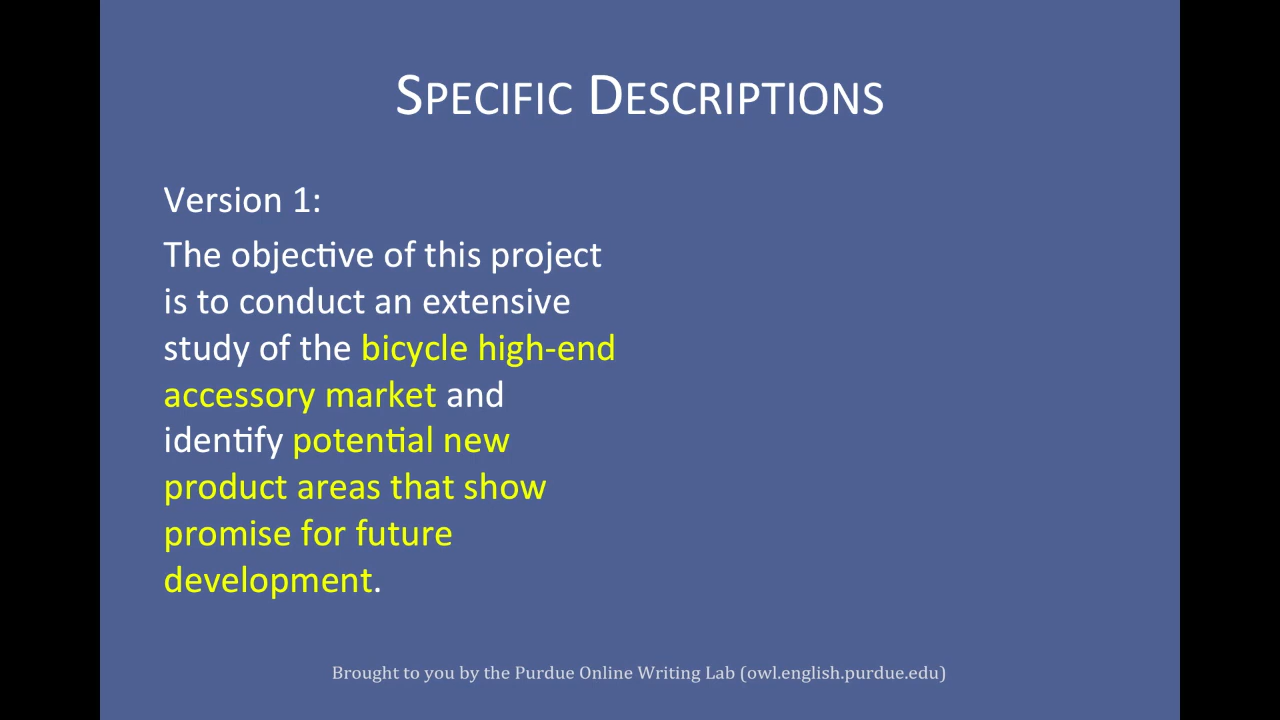 SPECIFIC DESCRIPTIONS
Version 1:
The objective of this project
is to conduct an extensive
study of the bicycle high-end
accessory market and
identify potential new
product areas that show
promise for future
development.
Brought to you by the Purdue Online Writing Lab (owl.english.purdue.edu)